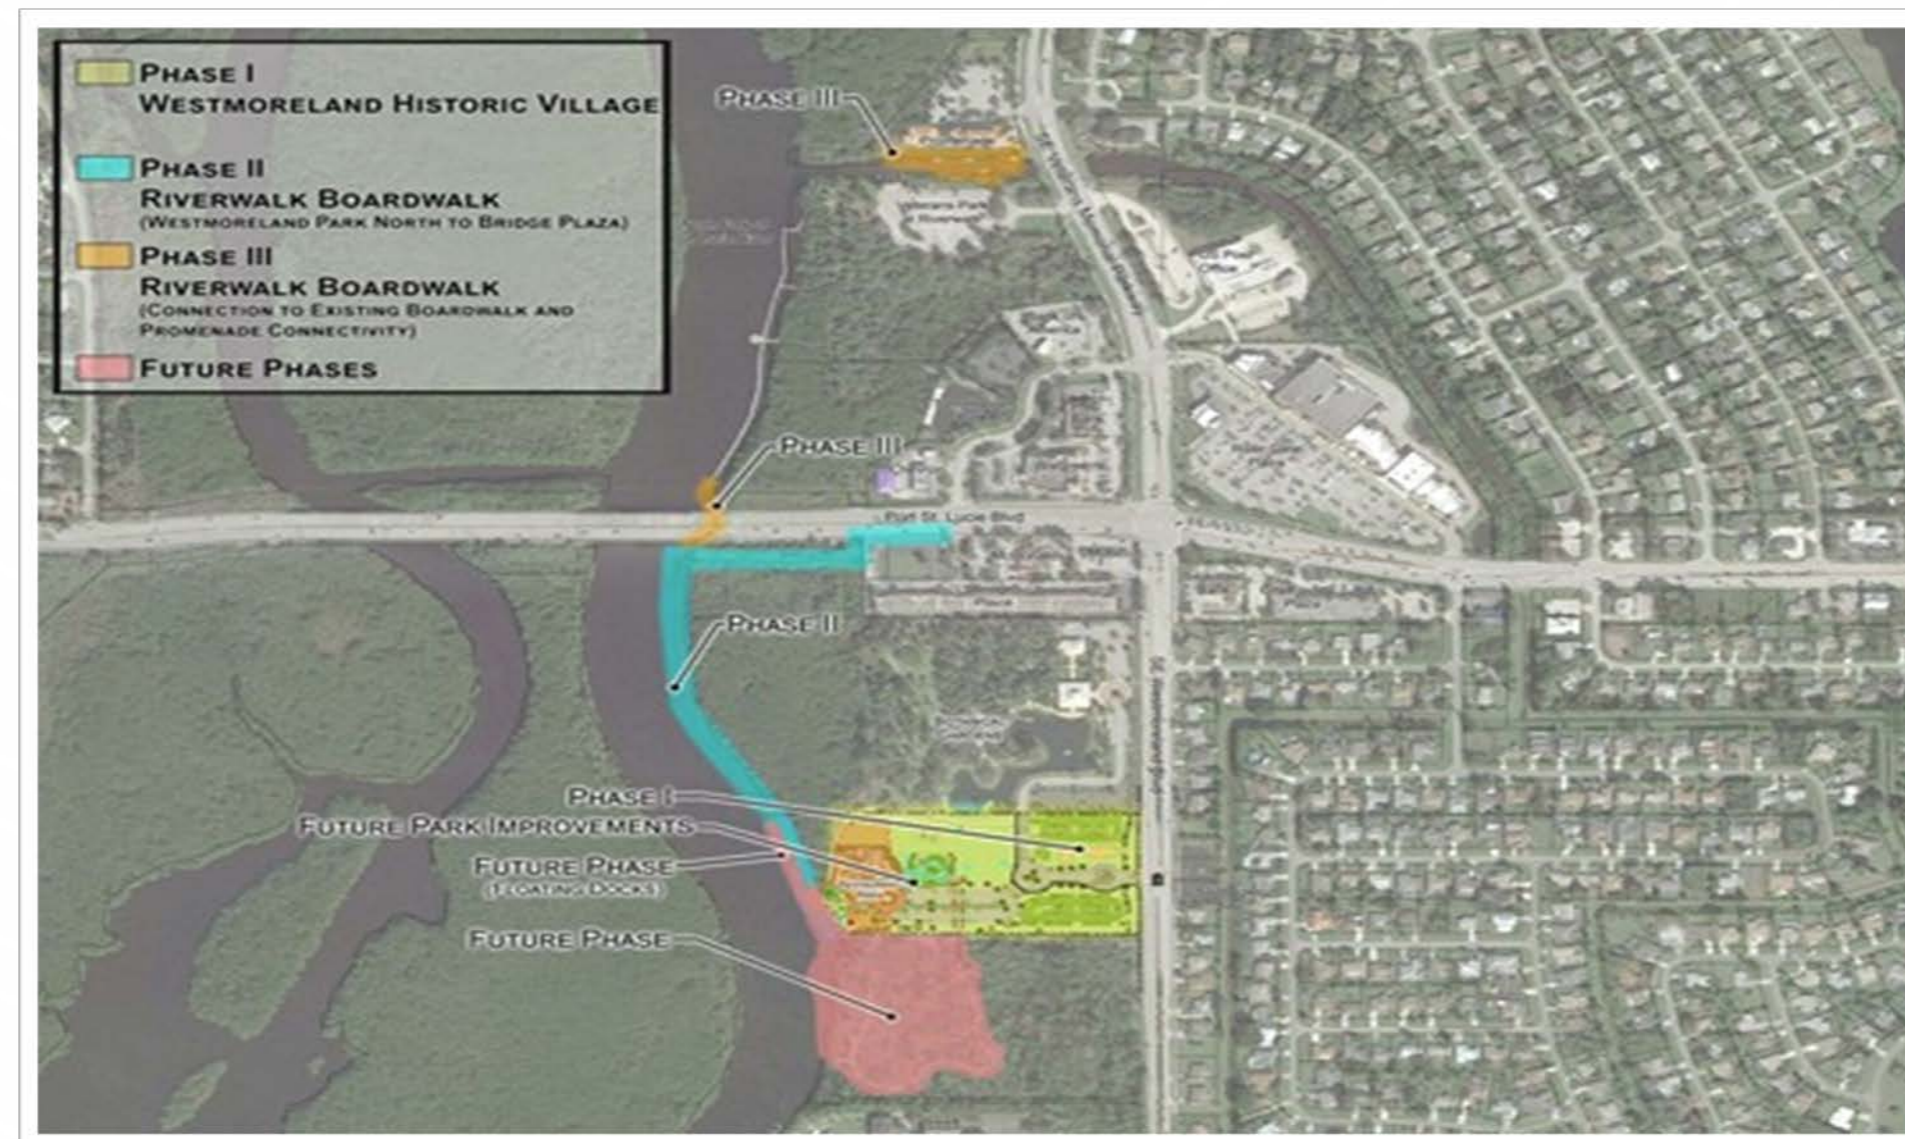 PHASE I
WESTMORELAND HISTORIC VILLAGE
PHASE II
RIVERWALK BOARDWALK
(WESTMORELAND PARK NORTH TO BRIDGE PLAZA)
PHASE III
RIVERWALK BOARDWALK
(CONNECTION TO EXISTING BOARDWALK AND
PROMENADE CONNECTIVITY)
FUTURE PHASES
PHASE III
Veterans Park
PHASE III
Port St. Lucie Blvd
PHASE II
PHASE I
FUTURE PARK IMPROVEMENTS
FUTURE PHASE
(FLOATING DOCKS)
FUTURE PHASE